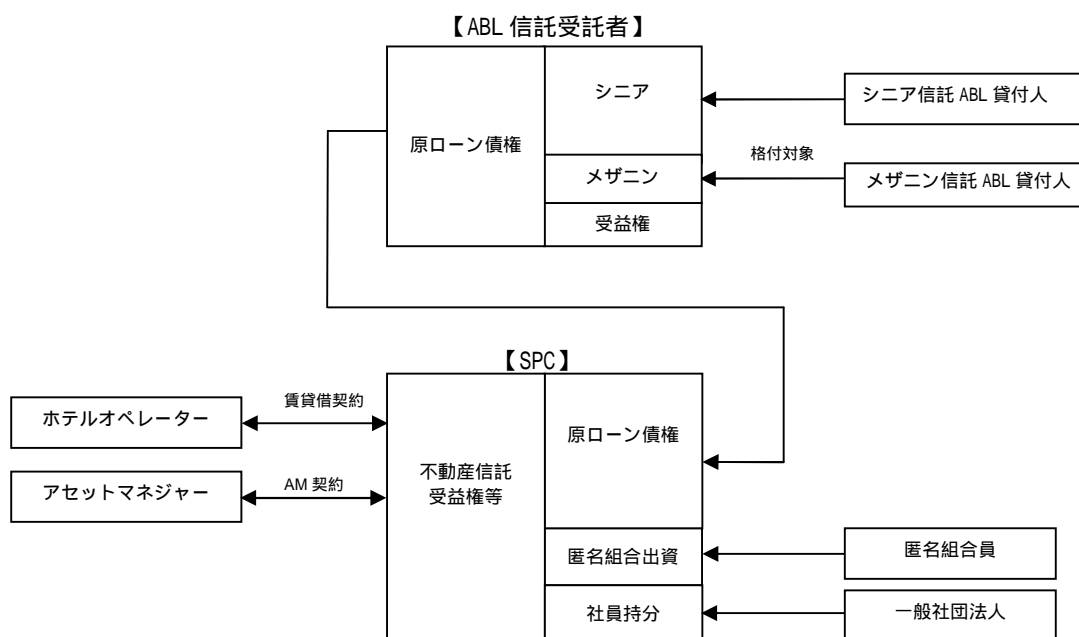 【ABL 信託受託者】
原ローン債権
シニア
メザニン
受益権
シニア信託 ABL 貸付人
格付対象
メザニン信託 ABL 貸付人
【SPC】
ホテルオペレーター
賃貸借契約
アセットマネジャー
AM 契約
不動産信託
受益権等
原ローン債権
匿名組合出資
社員持分
匿名組合員
一般社団法人